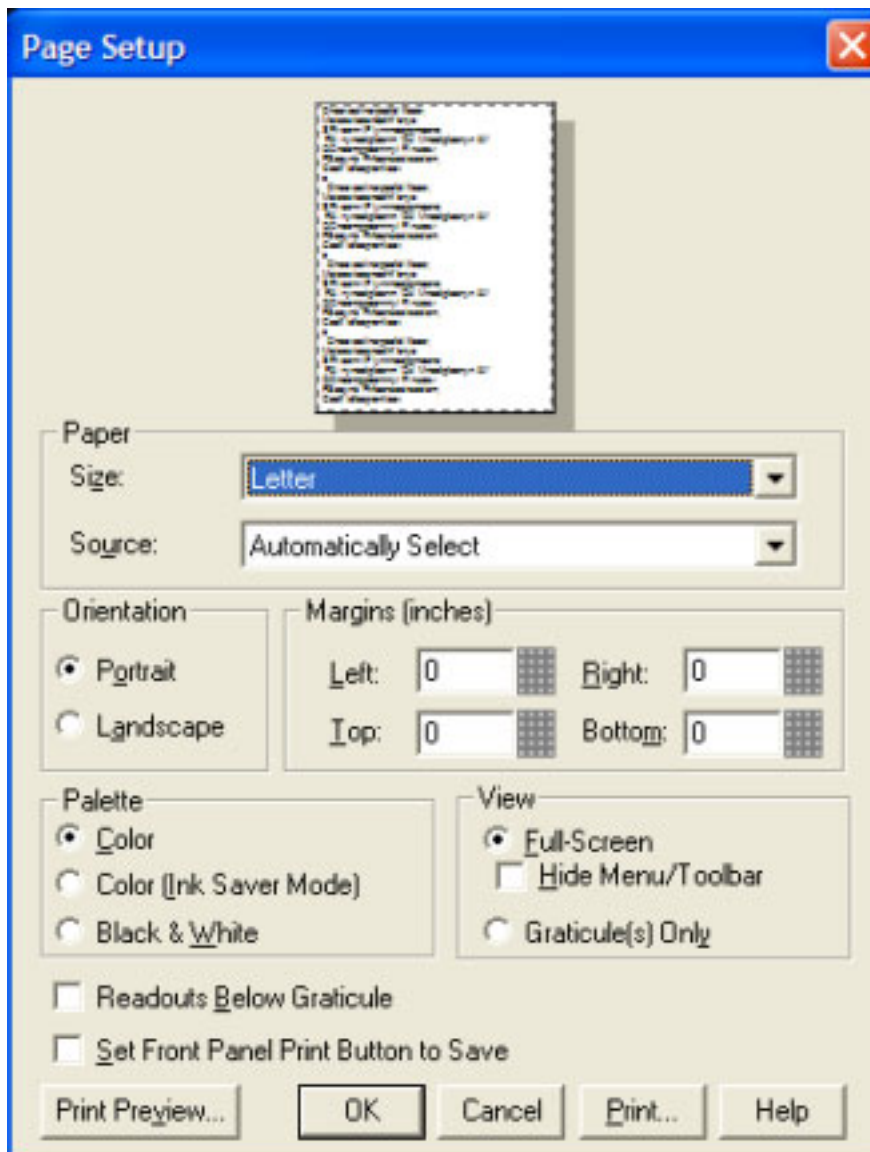 Page Setup
Paper
Size: Letter
Source: Automatically Select
Orientation Margins (inches)
Portrait Left: 0 Right: 0
Landscape Top: 0 Bottom: 0
Palette View
Color Full-Screen
Hide Menu/Toolbar
Color (Ink Saver Mode)
Black & White Graticule(s) Only
Readouts Below Graticule
Set Front Panel Print Button to Save
Print Preview... OK Cancel Print... Help